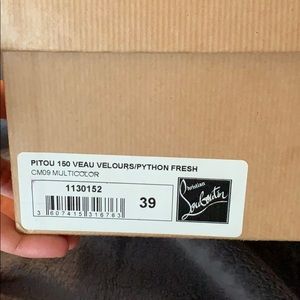 PITOU 150 VEAU VELOURS/PYTHON FRESH
CM09 MULTICOLOR
1130152
39
3 607415 316763
Christian
Louboutin